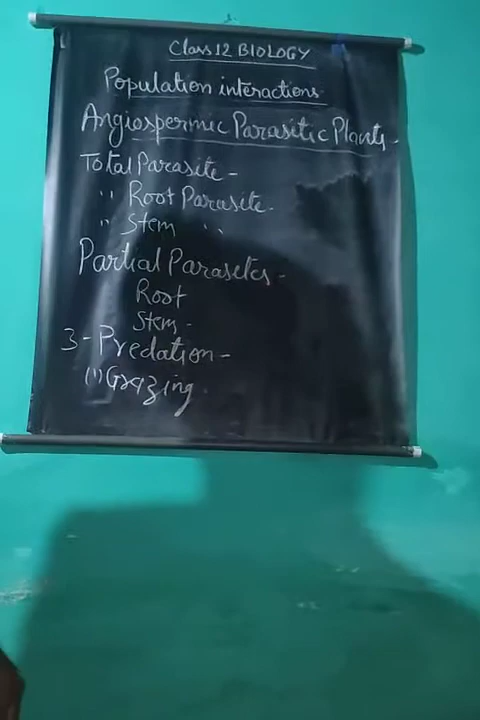 Class 12 BIOLOGY
Population interactions
Angiospermic Parasitic Plants-
Total Parasite-
" Root Parasite.
" Stem "
Partial Parasites-
Root
Stem-
3-Predation-
(1) Grazing.